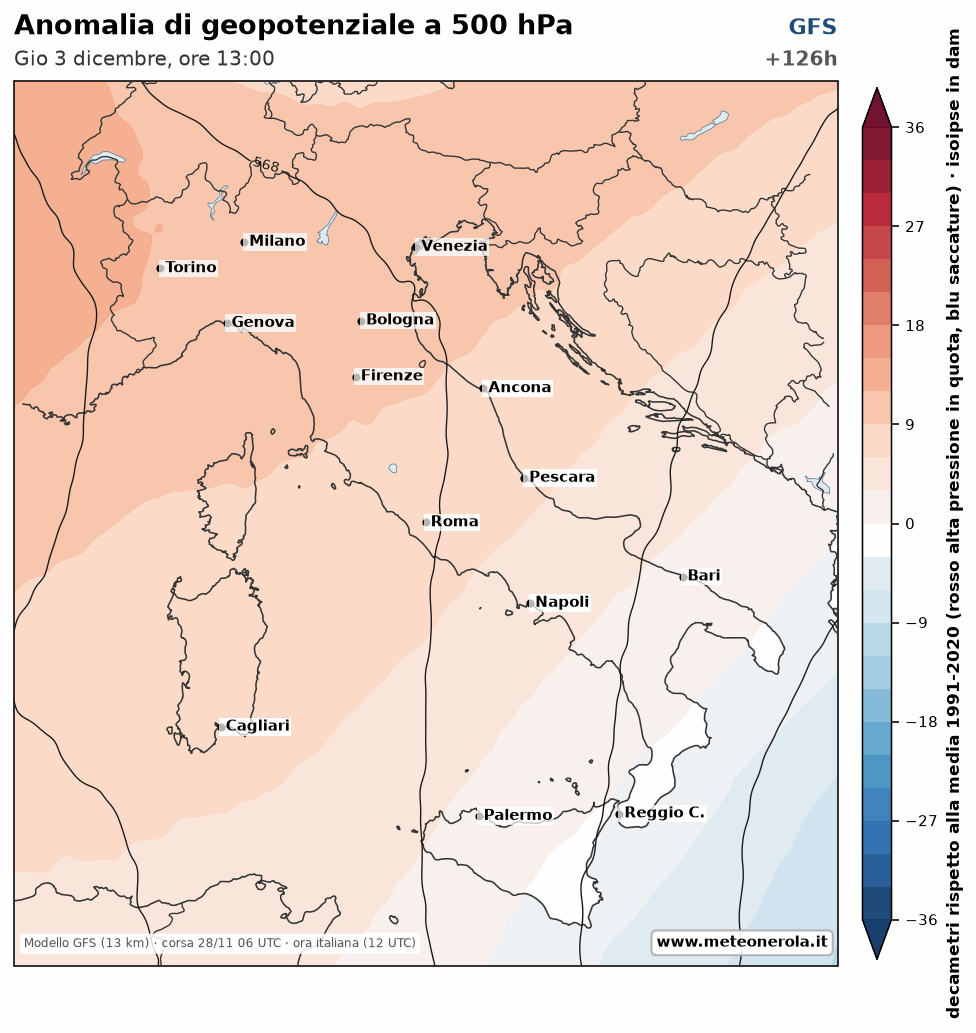 Anomalia di geopotenziale a 500 hPa
GFS
Gio 3 dicembre, ore 13:00
+126h
568
Milano
Venezia
Torino
Genova
Bologna
Firenze
Ancona
Pescara
Roma
Bari
Napoli
Cagliari
Palermo
Reggio C.
Modello GFS (13 km) · corsa 28/11 06 UTC · ora italiana (12 UTC)
www.meteonerola.it
36
27
18
9
0
−9
−18
−27
−36
decametri rispetto alla media 1991-2020 (rosso alta pressione in quota, blu saccature) · isoipse in dam